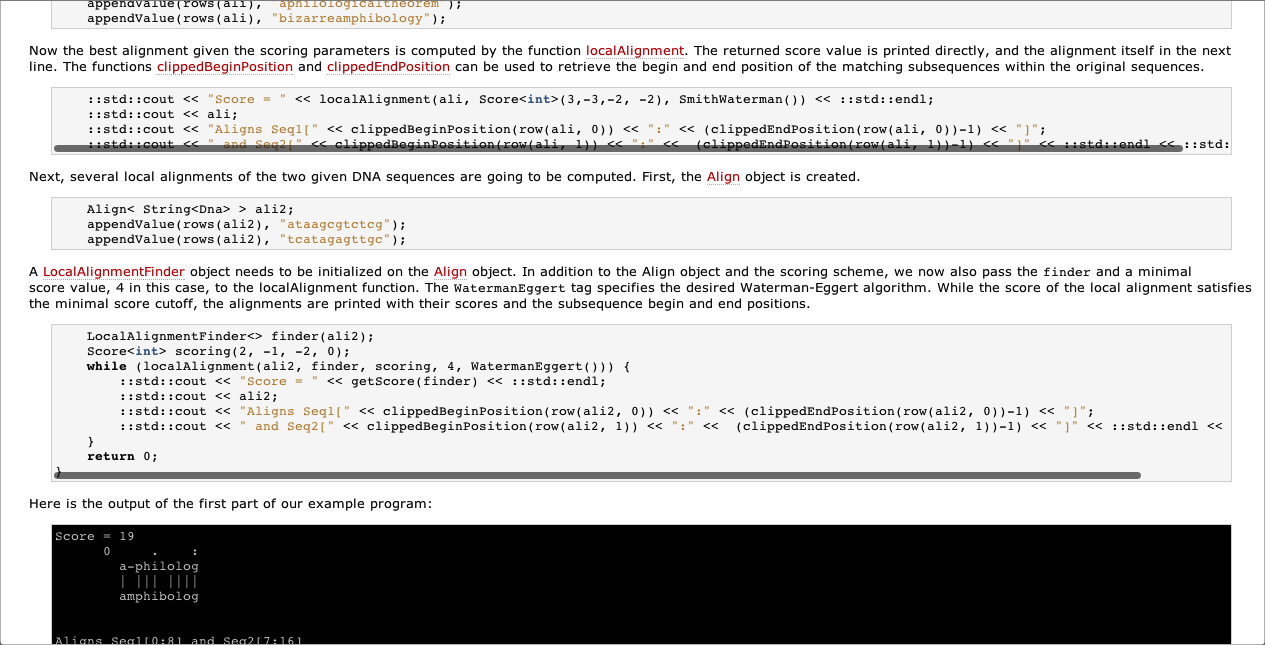 appendValue(rows(ali), "aphilologicaltheorem");
appendValue(rows(ali), "bizarreamphibology");
Now the best alignment given the scoring parameters is computed by the function localAlignment. The returned score value is printed directly, and the alignment itself in the next
line. The functions clippedBeginPosition and clippedEndPosition can be used to retrieve the begin and end position of the matching subsequences within the original sequences.
::std::cout << "Score = " << localAlignment(ali, Score<int>(3,-3,-2, -2), SmithWaterman()) << ::std::endl;
::std::cout << ali;
::std::cout << "Aligns Seq1[" << clippedBeginPosition(row(ali, 0)) << ":" << (clippedEndPosition(row(ali, 0))-1) << "]";
::std::cout << " and Seq2[" << clippedBeginPosition(row(ali, 1)) << ":" <<  (clippedEndPosition(row(ali, 1))-1) << "]" << ::std::endl << ::std:
Next, several local alignments of the two given DNA sequences are going to be computed. First, the Align object is created.
Align< String<Dna> > ali2;
appendValue(rows(ali2), "ataagcgtctcg");
appendValue(rows(ali2), "tcatagagttgc");
A LocalAlignmentFinder object needs to be initialized on the Align object. In addition to the Align object and the scoring scheme, we now also pass the finder and a minimal
score value, 4 in this case, to the localAlignment function. The WatermanEggert tag specifies the desired Waterman-Eggert algorithm. While the score of the local alignment satisfies
the minimal score cutoff, the alignments are printed with their scores and the subsequence begin and end positions.
LocalAlignmentFinder<> finder(ali2);
Score<int> scoring(2, -1, -2, 0);
while (localAlignment(ali2, finder, scoring, 4, WatermanEggert())) {
::std::cout << "Score = " << getScore(finder) << ::std::endl;
::std::cout << ali2;
::std::cout << "Aligns Seq1[" << clippedBeginPosition(row(ali2, 0)) << ":" << (clippedEndPosition(row(ali2, 0))-1) << "]";
::std::cout << " and Seq2[" << clippedBeginPosition(row(ali2, 1)) << ":" <<  (clippedEndPosition(row(ali2, 1))-1) << "]" << ::std::endl <<
}
return 0;
}
Here is the output of the first part of our example program:
Score = 19
0     .    :
a-philolog
| ||| ||||
amphibolog
Aligns Seq1[0:8] and Seq2[7:16]